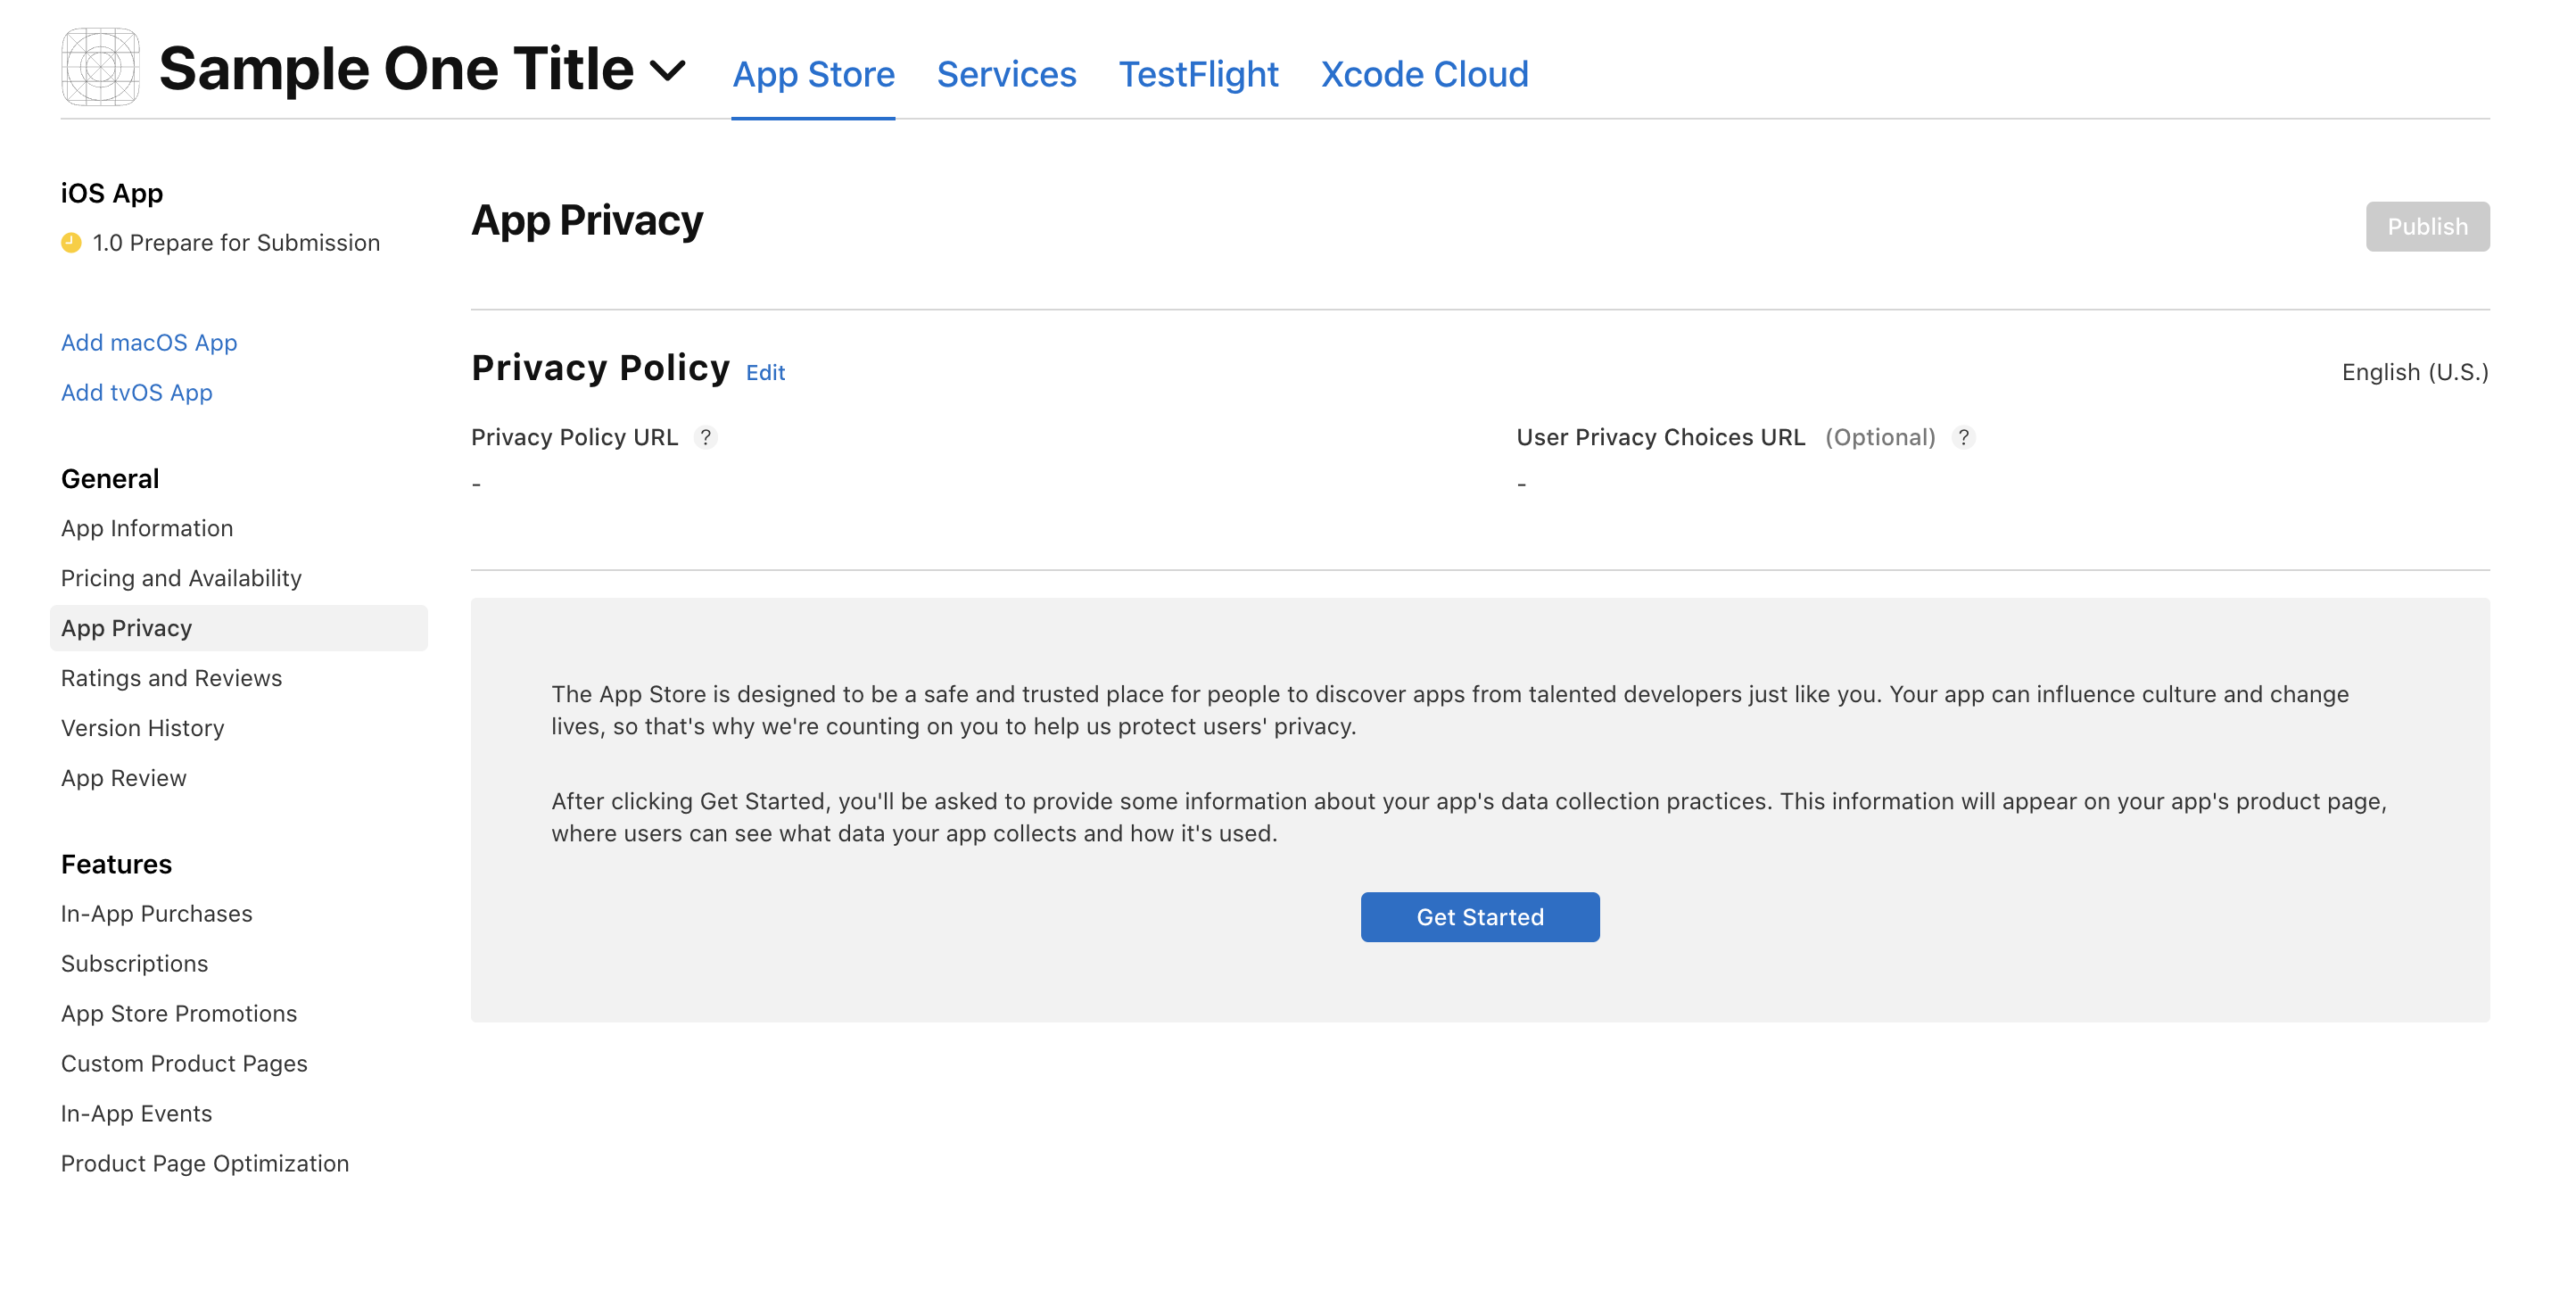 Sample One Title
App Store
Services
TestFlight
Xcode Cloud
iOS App
1.0 Prepare for Submission
Add macOS App
Add tvOS App
General
App Information
Pricing and Availability
App Privacy
Ratings and Reviews
Version History
App Review
Features
In-App Purchases
Subscriptions
App Store Promotions
Custom Product Pages
In-App Events
Product Page Optimization
App Privacy
Publish
Privacy Policy Edit
English (U.S.)
Privacy Policy URL ?
-
User Privacy Choices URL (Optional) ?
-
The App Store is designed to be a safe and trusted place for people to discover apps from talented developers just like you. Your app can influence culture and change
lives, so that's why we're counting on you to help us protect users' privacy.
After clicking Get Started, you'll be asked to provide some information about your app's data collection practices. This information will appear on your app's product page,
where users can see what data your app collects and how it's used.
Get Started